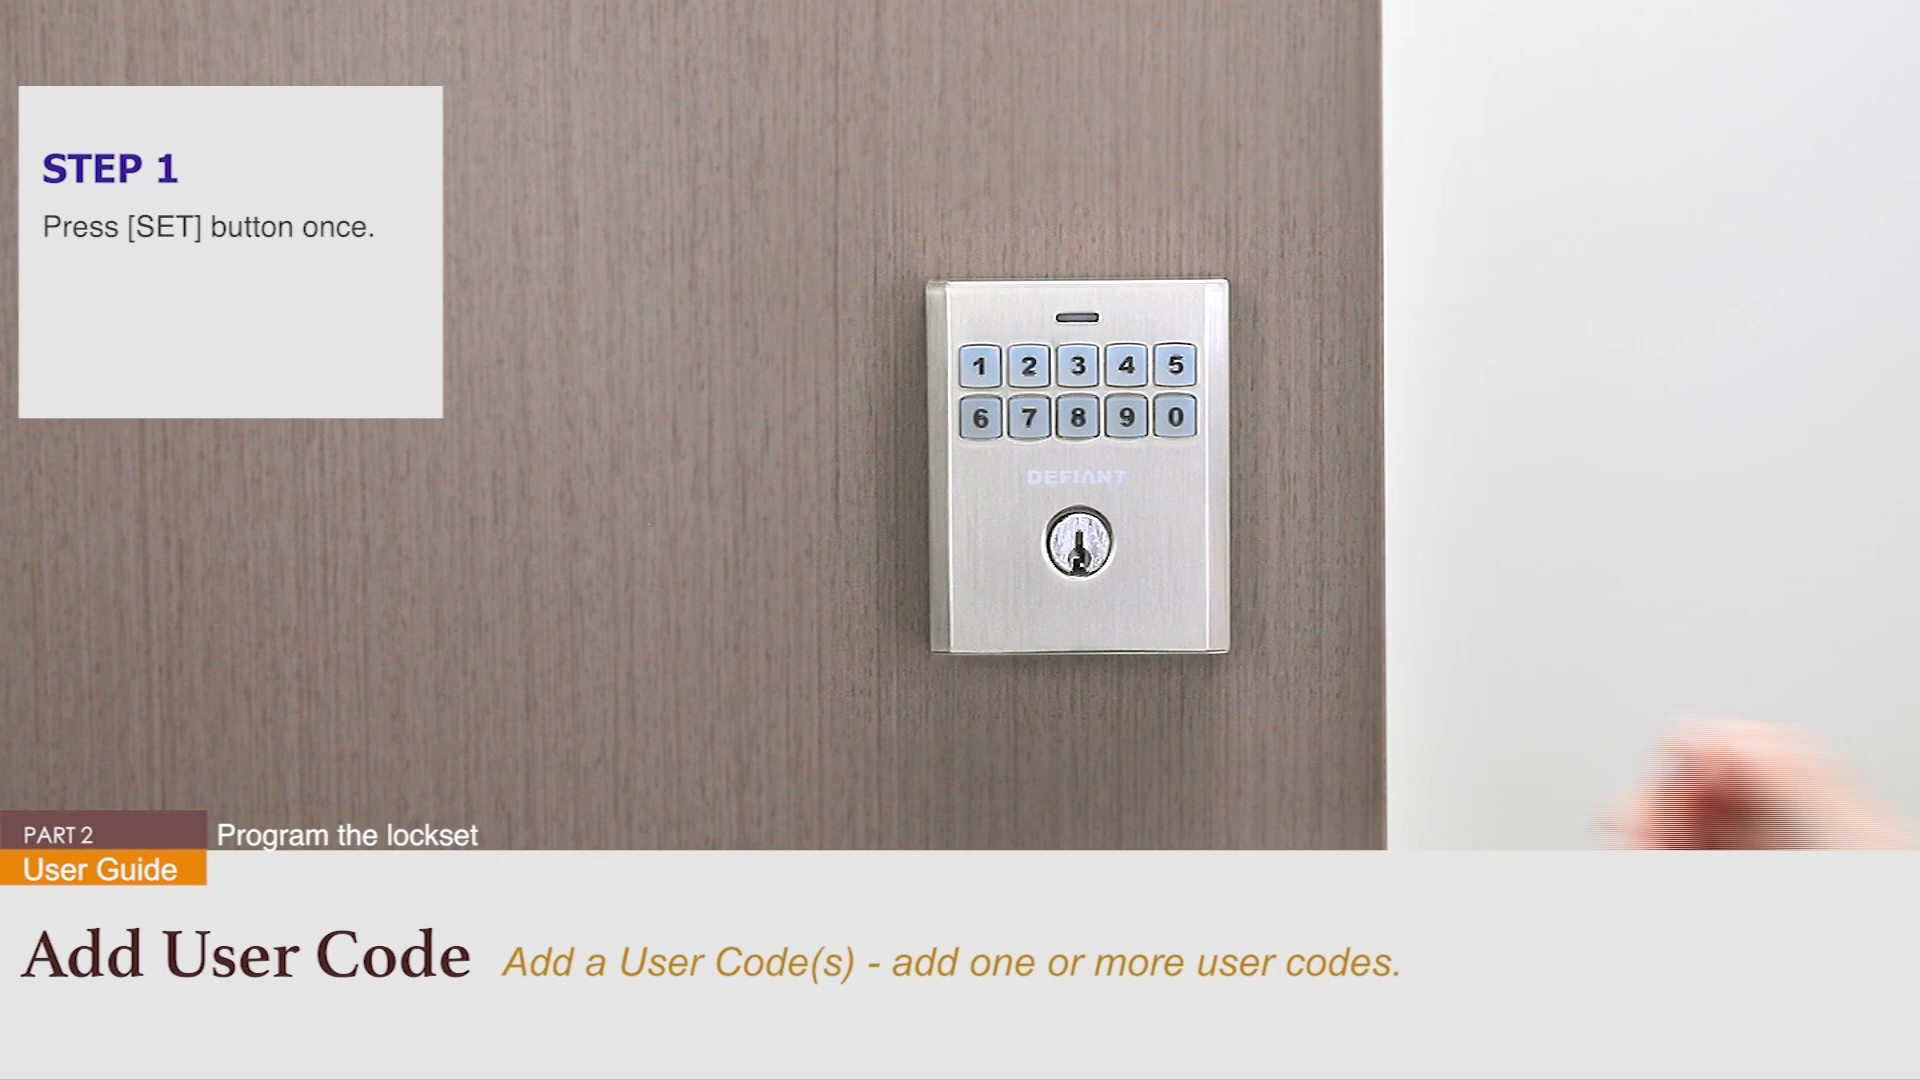 STEP 1
Press [SET] button once.
1 2 3 4 5
6 7 8 9 0
DEFIANT
PART 2
Program the lockset
User Guide
Add User Code
Add a User Code(s) - add one or more user codes.